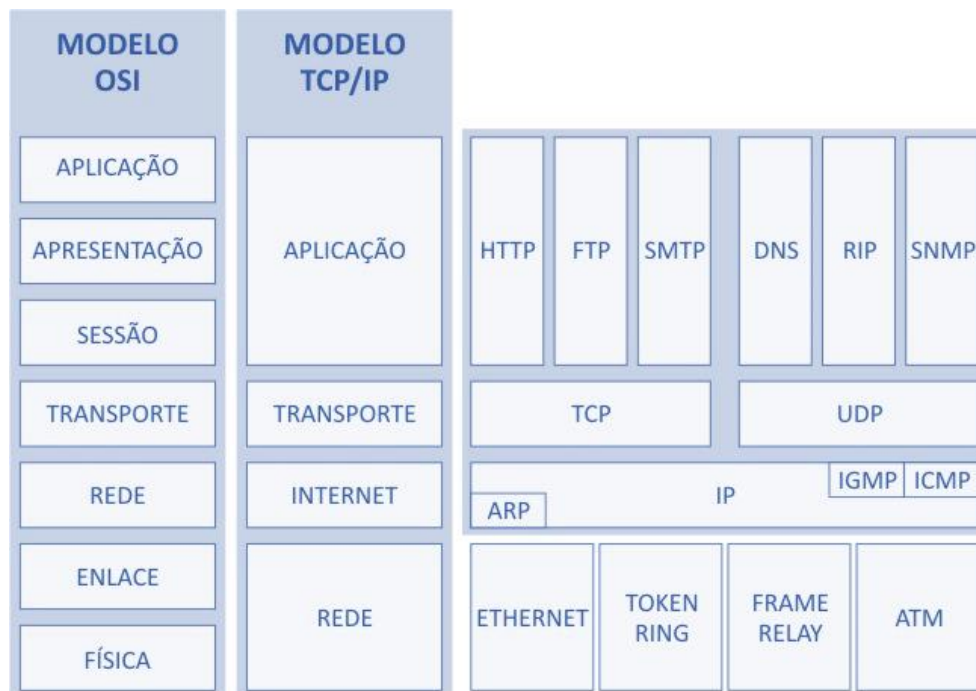 MODELO
OSI
MODELO
TCP/IP
APLICAÇÃO
APRESENTAÇÃO
SESSÃO
TRANSPORTE
REDE
ENLACE
FÍSICA
APLICAÇÃO
TRANSPORTE
INTERNET
REDE
HTTP
FTP
SMTP
DNS
RIP
SNMP
TCP
UDP
IP
IGMP
ICMP
ARP
ETHERNET
TOKEN
RING
FRAME
RELAY
ATM